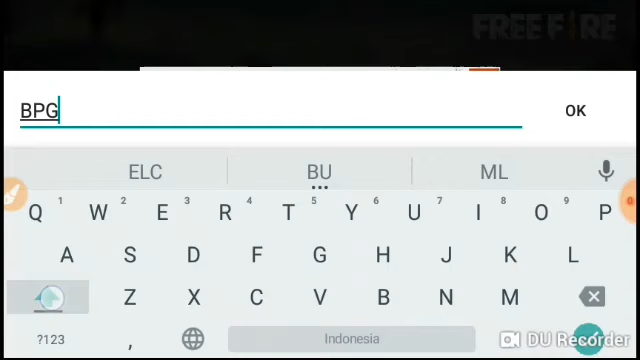 FREE FIRE
BPG
OK
ELC BU ML
1 2 3 4 5 6 7 8 9 0
Q W E R T Y U I O P
A S D F G H J K L
Z X C V B N M
?123 , Indonesia
DU Recorder